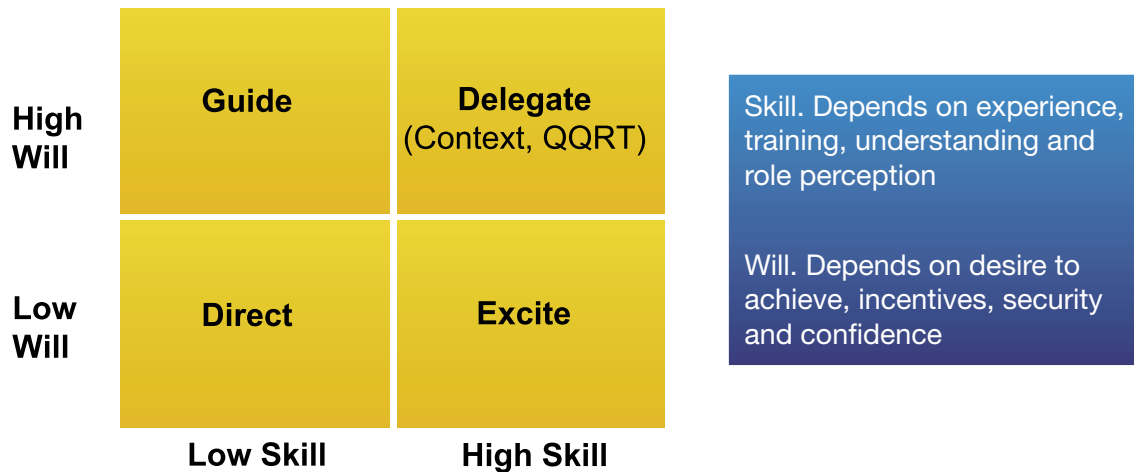 High
Will
Guide
Delegate
(Context, QQRT)
Low
Will
Direct
Excite
Low Skill
High Skill
Skill. Depends on experience,
training, understanding and
role perception
Will. Depends on desire to
achieve, incentives, security
and confidence